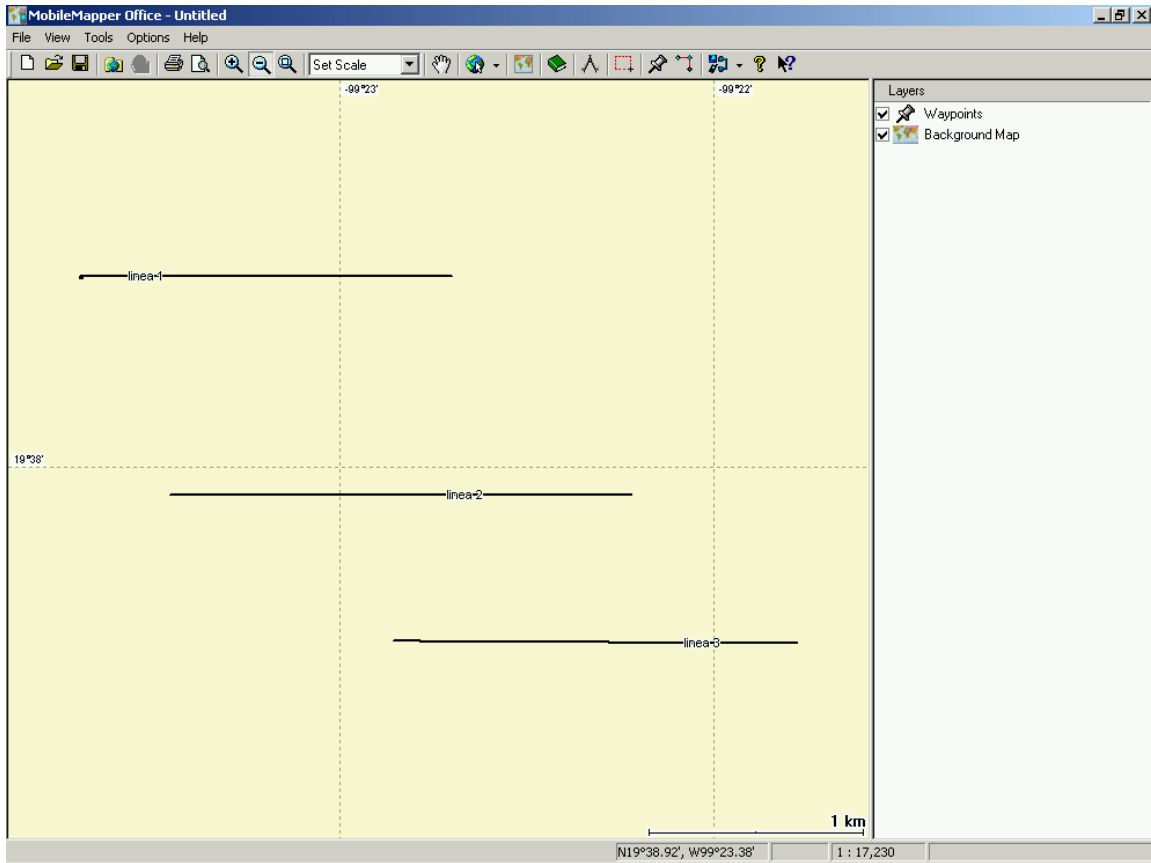 MobileMapper Office - Untitled
File View Tools Options Help
Set Scale
-99°23' -99°22'
Layers
Waypoints
Background Map
linea-1
19°38'
linea-2
linea-3
1 km
N19°38.92', W99°23.38' 1 : 17,230